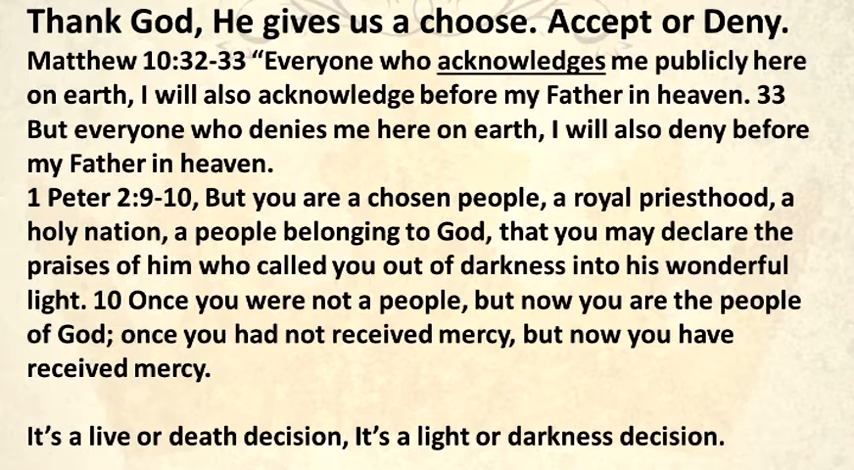 Thank God, He gives us a choose. Accept or Deny.
Matthew 10:32-33 “Everyone who acknowledges me publicly here
on earth, I will also acknowledge before my Father in heaven. 33
But everyone who denies me here on earth, I will also deny before
my Father in heaven.
1 Peter 2:9-10, But you are a chosen people, a royal priesthood, a
holy nation, a people belonging to God, that you may declare the
praises of him who called you out of darkness into his wonderful
light. 10 Once you were not a people, but now you are the people
of God; once you had not received mercy, but now you have
received mercy.
It’s a live or death decision, It’s a light or darkness decision.